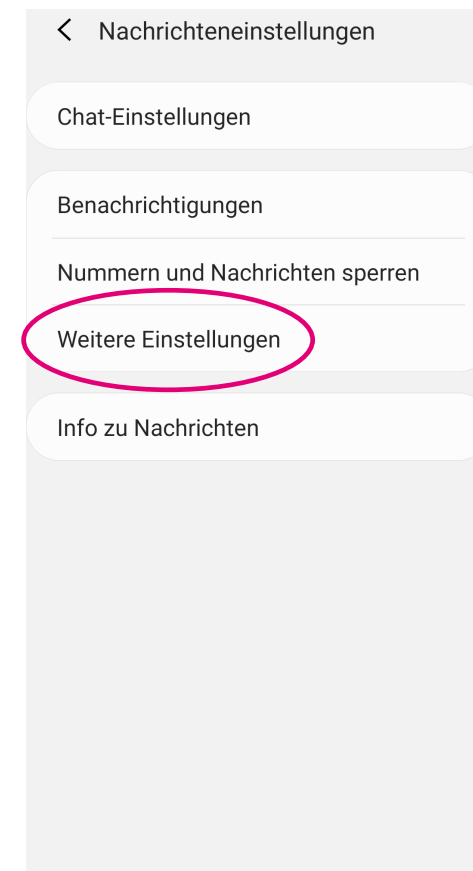 Nachrichteneinstellungen
Chat-Einstellungen
Benachrichtigungen
Nummern und Nachrichten sperren
Weitere Einstellungen
Info zu Nachrichten